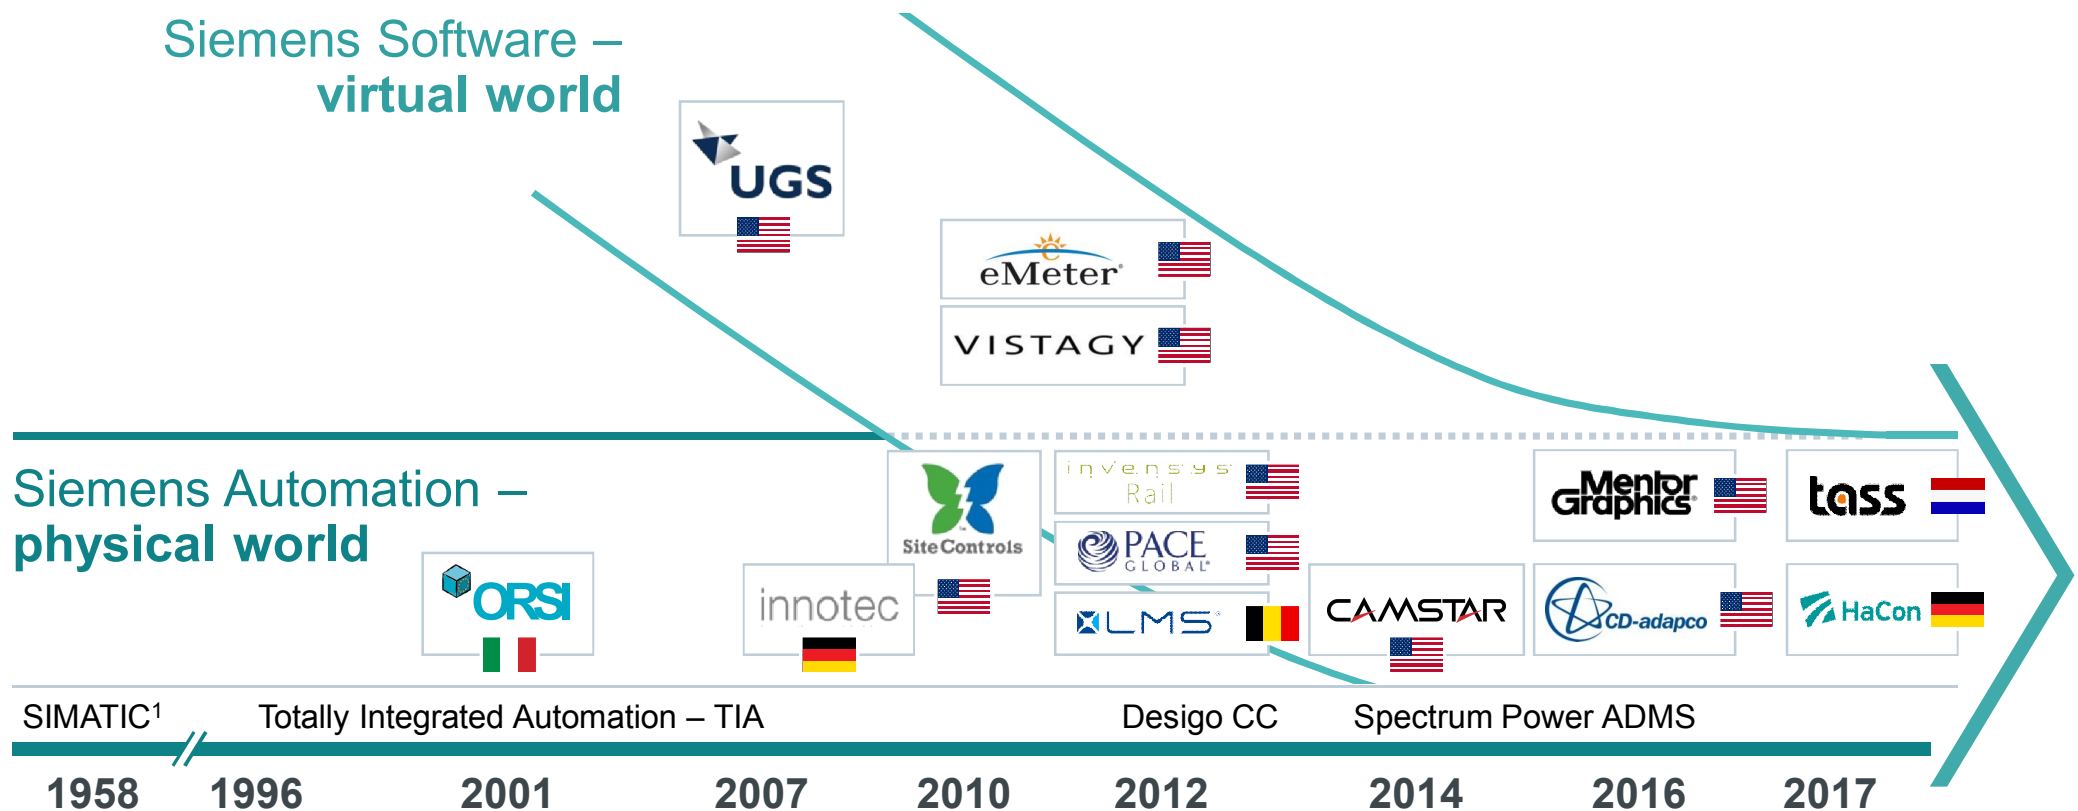 Siemens Software –
virtual world
UGS
eMeter®
VISTAGY
Siemens Automation –
physical world
ORSI
innotec
SiteControls™
invensys
Rail
PACE
GLOBAL®
LMS®
CAMSTAR
Mentor
Graphics®
CD-adapco
tass
HaCon
SIMATIC¹
Totally Integrated Automation – TIA
Desigo CC
Spectrum Power ADMS
1958
1996
2001
2007
2010
2012
2014
2016
2017